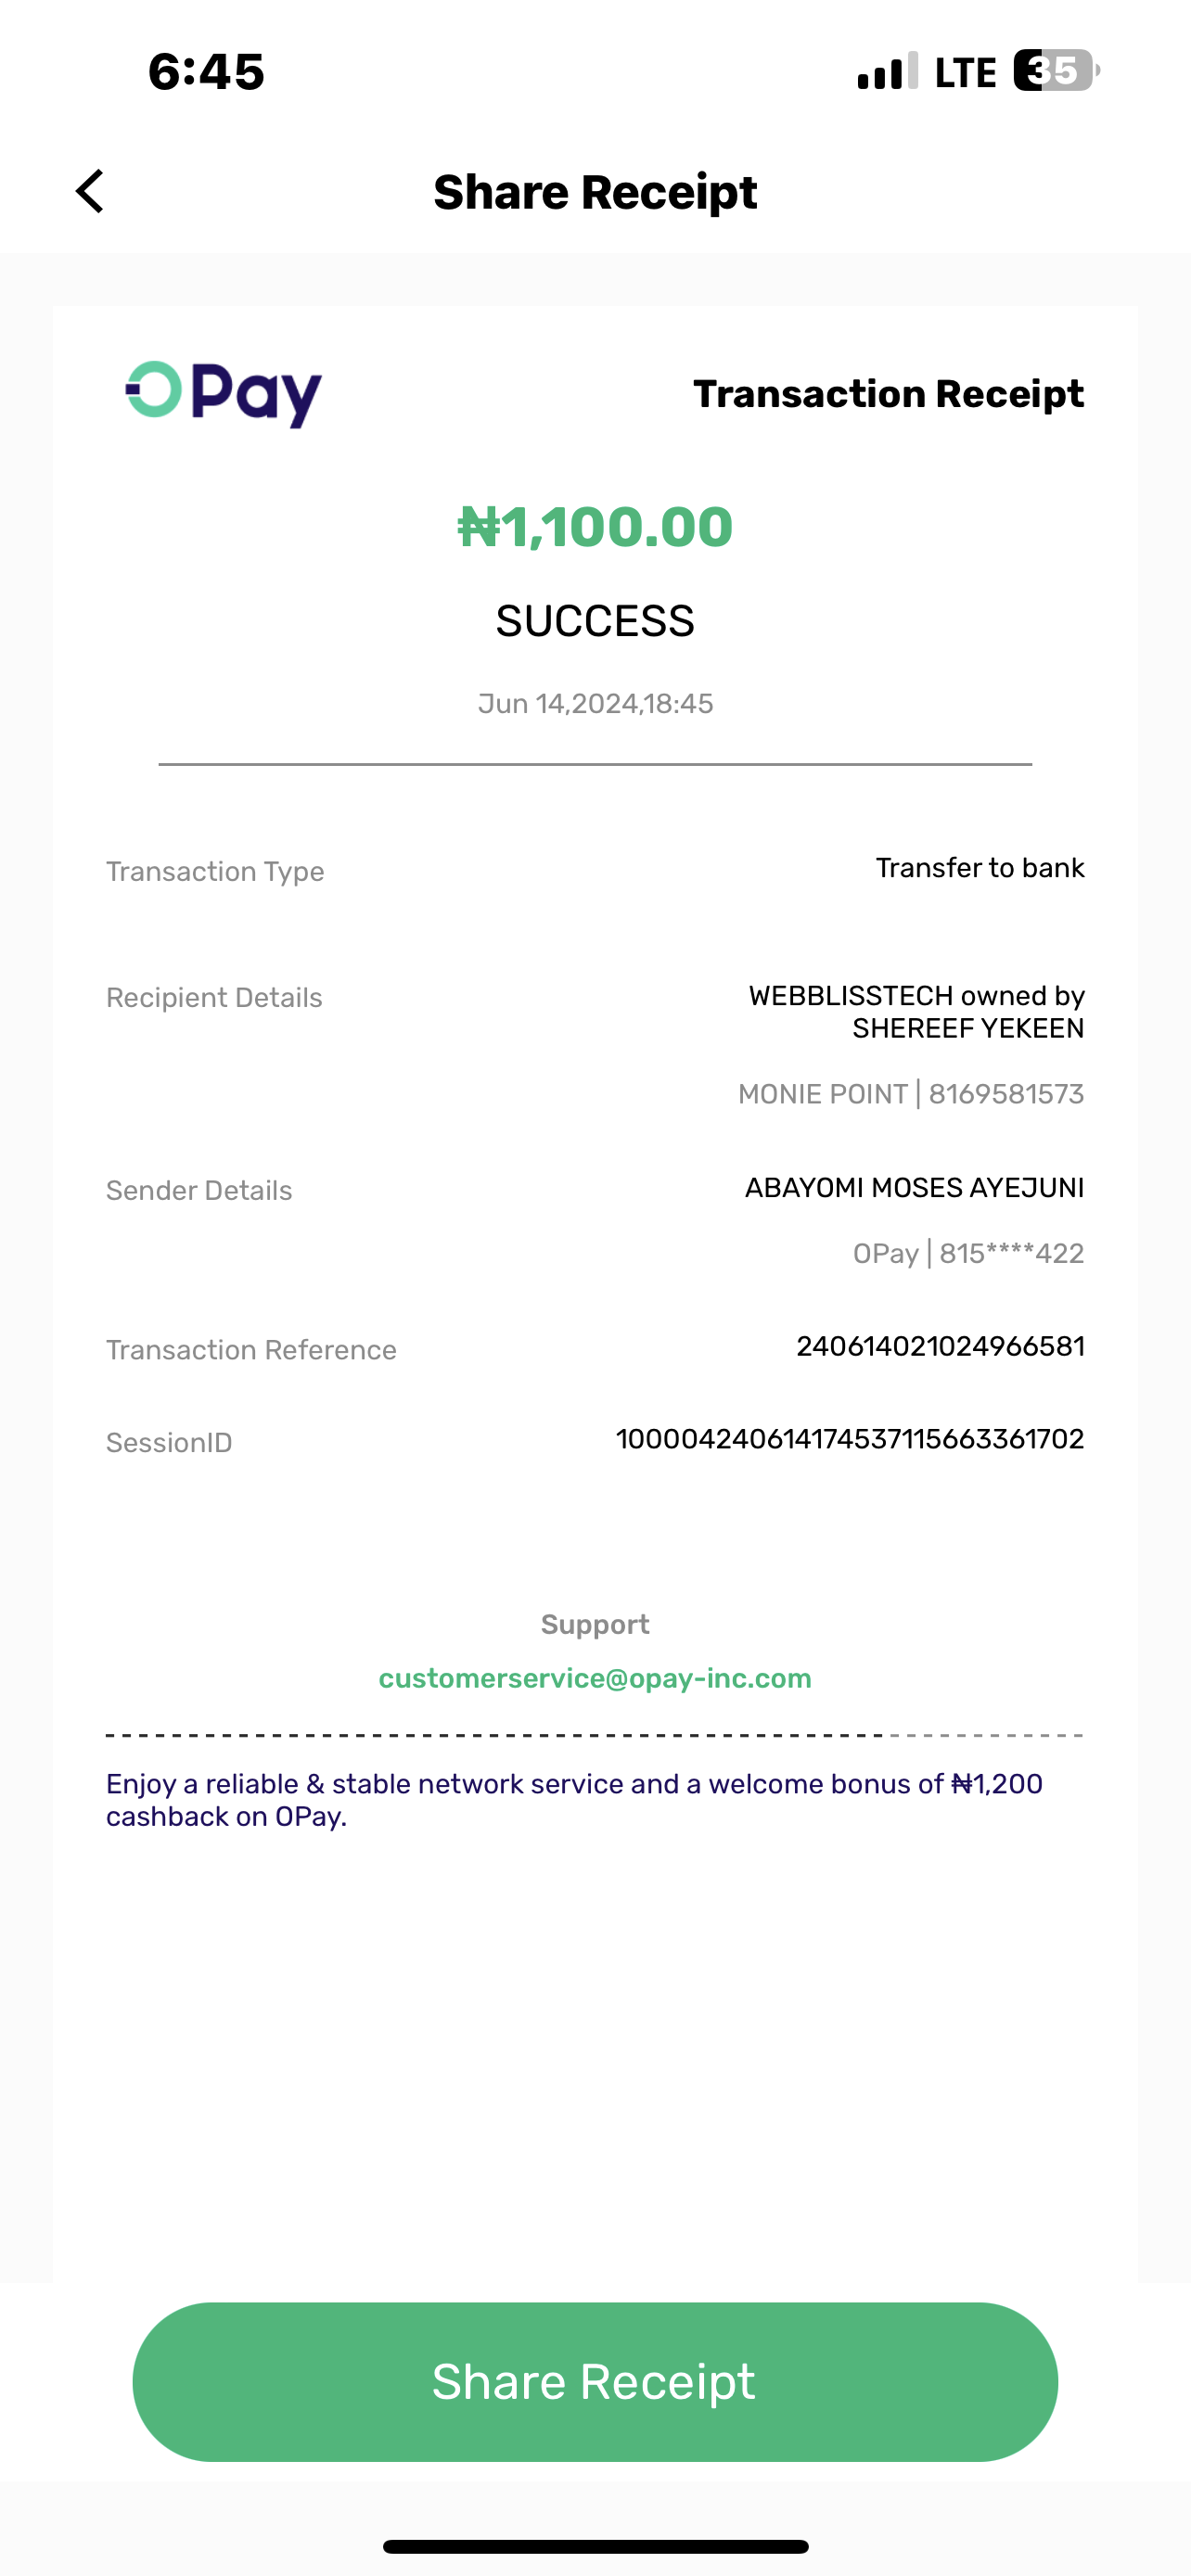 6:45
LTE 35
Share Receipt
OPay
Transaction Receipt
₦1,100.00
SUCCESS
Jun 14,2024,18:45
Transaction Type
Transfer to bank
Recipient Details
WEBBLISSTECH owned by
SHEREEF YEKEEN
MONIE POINT | 8169581573
Sender Details
ABAYOMI MOSES AYEJUNI
OPay | 815****422
Transaction Reference
240614021024966581
SessionID
100004240614174537115663361702
Support
customerservice@opay-inc.com
Enjoy a reliable & stable network service and a welcome bonus of ₦1,200
cashback on OPay.
Share Receipt